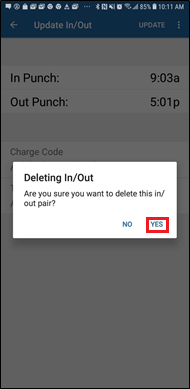 85% 10:11 AM
Update In/Out UPDATE
In Punch: 9:03a
Out Punch: 5:01p
Charge Code
Deleting In/Out
Are you sure you want to delete this in/
out pair?
NO YES